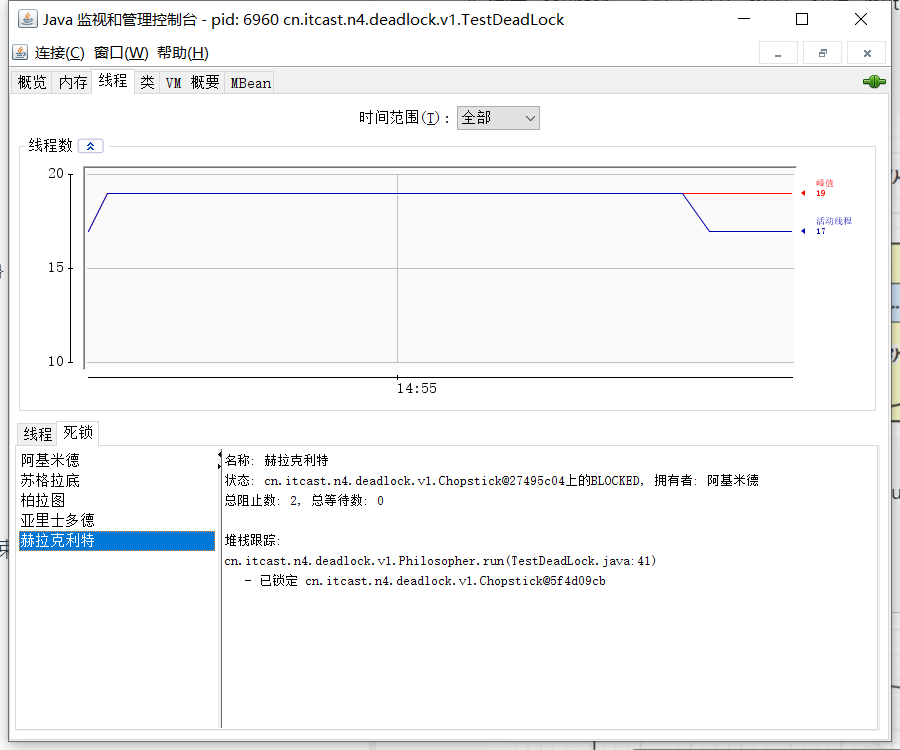 Java 监视和管理控制台 - pid: 6960 cn.itcast.n4.deadlock.v1.TestDeadLock
连接(C) 窗口(W) 帮助(H)
概览 内存 线程 类 VM 概要 MBean
时间范围(T)： 全部
线程数
20
峰值
19
活动线程
17
15
10
14:55
线程 死锁
阿基米德
苏格拉底
柏拉图
亚里士多德
赫拉克利特
名称: 赫拉克利特
状态: cn.itcast.n4.deadlock.v1.Chopstick@27495c04上的BLOCKED, 拥有者: 阿基米德
总阻止数: 2, 总等待数: 0
堆栈跟踪:
cn.itcast.n4.deadlock.v1.Philosopher.run(TestDeadLock.java:41)
- 已锁定 cn.itcast.n4.deadlock.v1.Chopstick@5f4d09cb